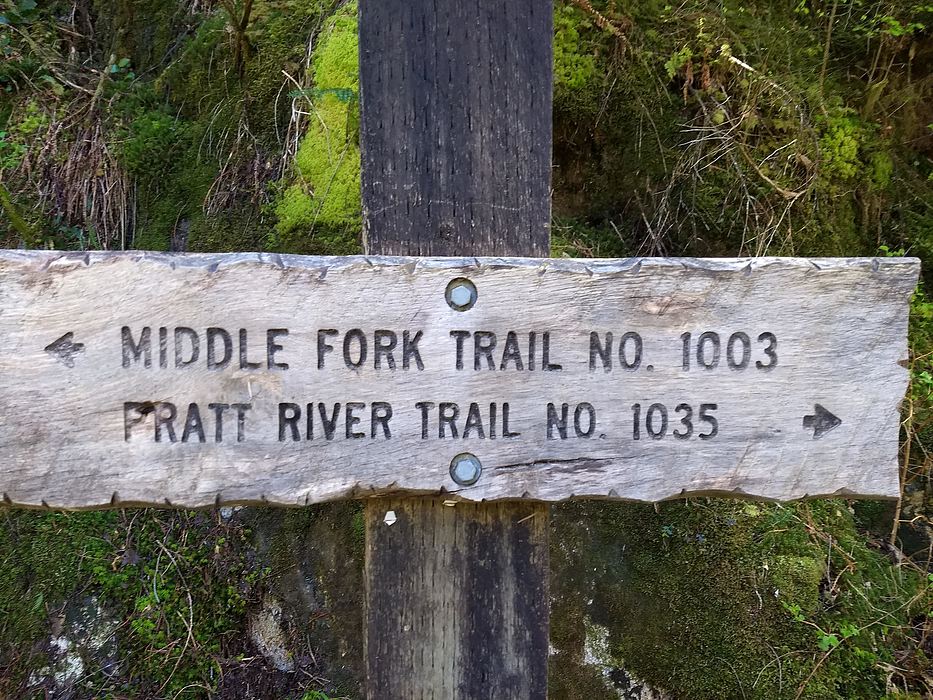 MIDDLE FORK TRAIL NO. 1003
PRATT RIVER TRAIL NO. 1035